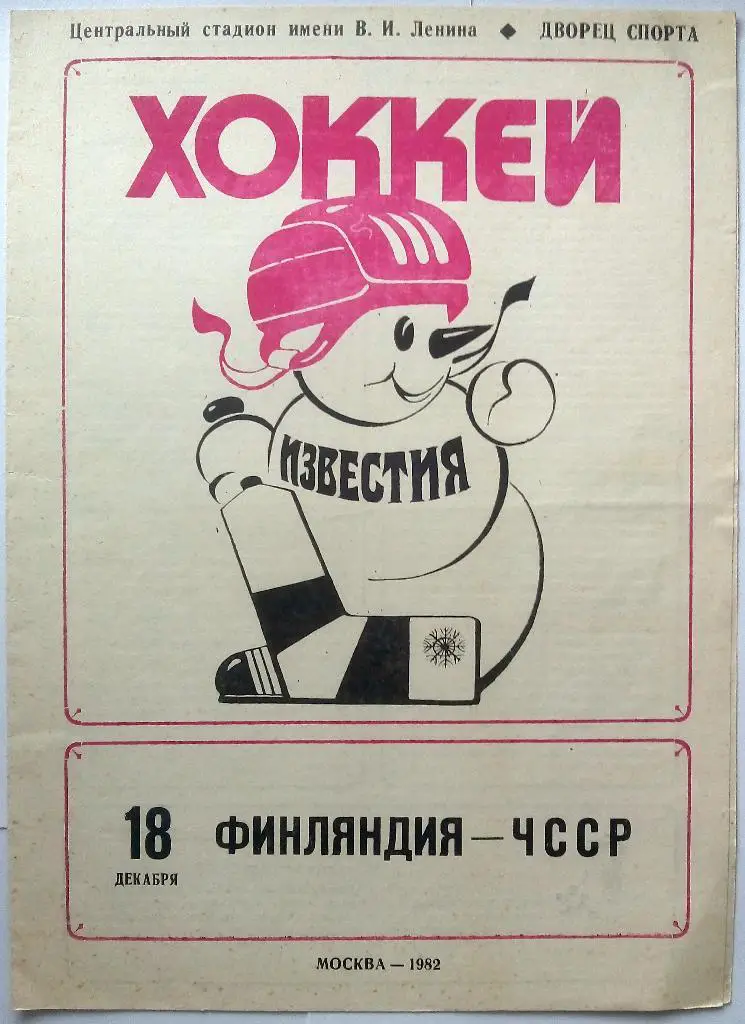 Центральный стадион имени В. И. Ленина ◆ ДВОРЕЦ СПОРТА
ХОККЕЙ
ИЗВЕСТИЯ
18 ФИНЛЯНДИЯ — ЧССР
ДЕКАБРЯ
МОСКВА — 1982